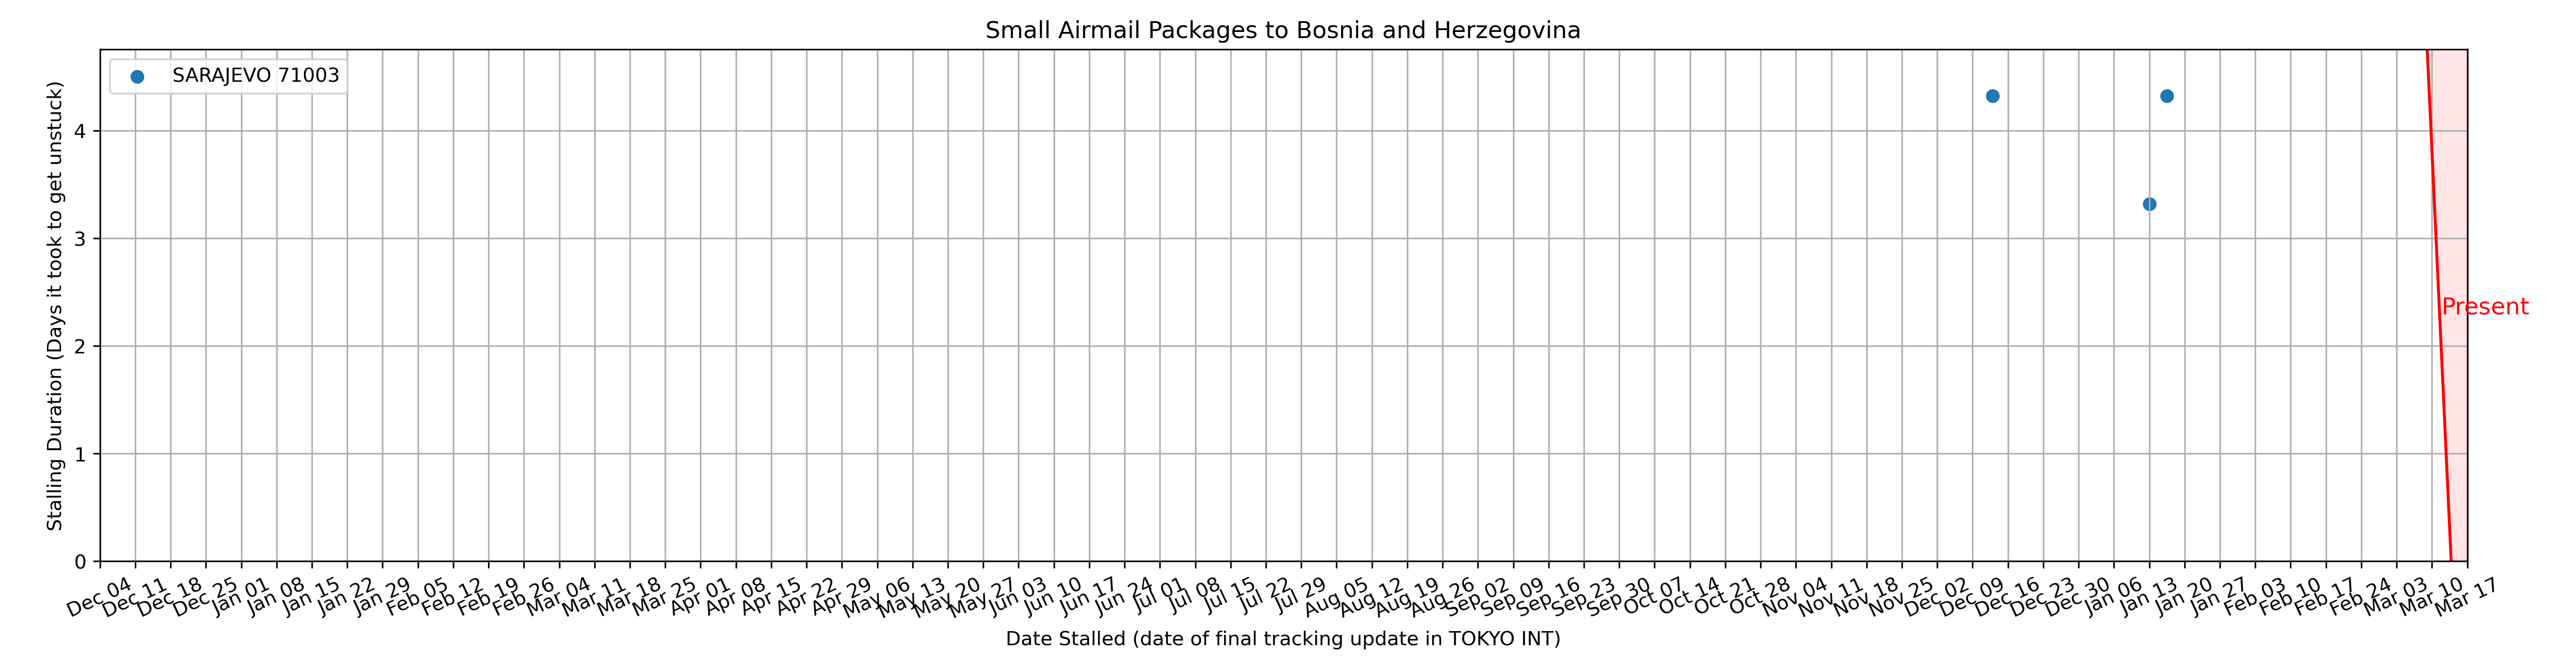 Small Airmail Packages to Bosnia and Herzegovina
SARAJEVO 71003
Stalling Duration (Days it took to get unstuck)
4
3
2
1
0
Present
Dec 04 Dec 11 Dec 18 Dec 25 Jan 01 Jan 08 Jan 15 Jan 22 Jan 29 Feb 05 Feb 12 Feb 19 Feb 26 Mar 04 Mar 11 Mar 18 Mar 25 Apr 01 Apr 08 Apr 15 Apr 22 Apr 29 May 06 May 13 May 20 May 27 Jun 03 Jun 10 Jun 17 Jun 24 Jul 01 Jul 08 Jul 15 Jul 22 Jul 29 Aug 05 Aug 12 Aug 19 Aug 26 Sep 02 Sep 09 Sep 16 Sep 23 Sep 30 Oct 07 Oct 14 Oct 21 Oct 28 Nov 04 Nov 11 Nov 18 Nov 25 Dec 02 Dec 09 Dec 16 Dec 23 Dec 30 Jan 06 Jan 13 Jan 20 Jan 27 Feb 03 Feb 10 Feb 17 Feb 24 Mar 03 Mar 10 Mar 17
Date Stalled (date of final tracking update in TOKYO INT)